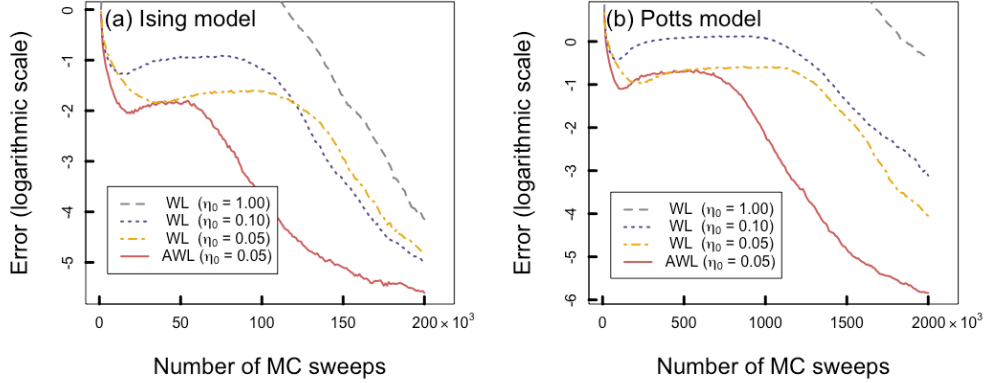 (a) Ising model
Error (logarithmic scale)
0
-1
-2
-3
-4
-5
WL (η₀ = 1.00)
WL (η₀ = 0.10)
WL (η₀ = 0.05)
AWL (η₀ = 0.05)
0 50 100 150 200 × 10³
Number of MC sweeps
(b) Potts model
Error (logarithmic scale)
0
-1
-2
-3
-4
-5
-6
WL (η₀ = 1.00)
WL (η₀ = 0.10)
WL (η₀ = 0.05)
AWL (η₀ = 0.05)
0 500 1000 1500 2000 × 10³
Number of MC sweeps